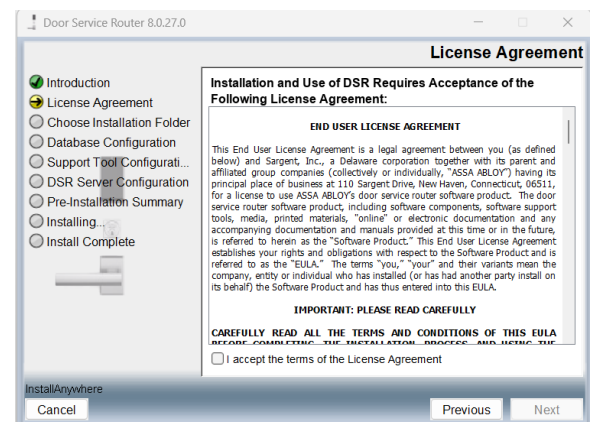 Door Service Router 8.0.27.0
License Agreement
Introduction
License Agreement
Choose Installation Folder
Database Configuration
Support Tool Configurati...
DSR Server Configuration
Pre-Installation Summary
Installing...
Install Complete
Installation and Use of DSR Requires Acceptance of the
Following License Agreement:
END USER LICENSE AGREEMENT
This End User License Agreement is a legal agreement between you (as defined
below) and Sargent, Inc., a Delaware corporation together with its parent and
affiliated group companies (collectively or individually, "ASSA ABLOY") having its
principal place of business at 110 Sargent Drive, New Haven, Connecticut, 06511,
for a license to use ASSA ABLOY's door service router software product. The door
service router software product, including software components, software support
tools, media, printed materials, "online" or electronic documentation and any
accompanying documentation and manuals provided at this time or in the future,
is referred to herein as the "Software Product." This End User License Agreement
establishes your rights and obligations with respect to the Software Product and is
referred to as the "EULA." The terms "you," "your" and their variants mean the
company, entity or individual who has installed (or has had another party install on
its behalf) the Software Product and has thus entered into this EULA.
IMPORTANT: PLEASE READ CAREFULLY
CAREFULLY READ ALL THE TERMS AND CONDITIONS OF THIS EULA
BEFORE COMPLETING THE INSTALLATION PROCESS AND USING THE
I accept the terms of the License Agreement
InstallAnywhere
Cancel
Previous
Next